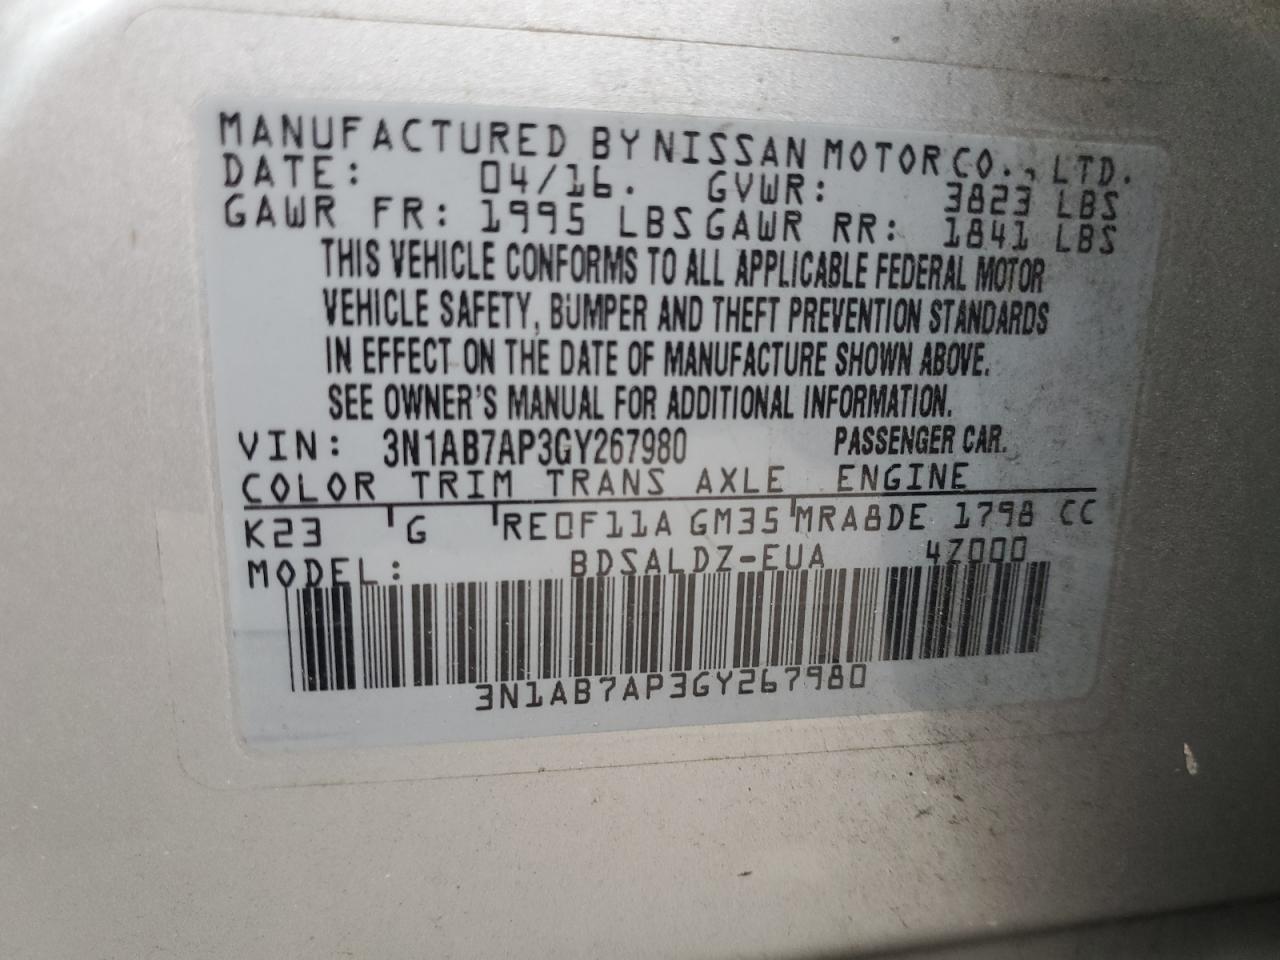 MANUFACTURED BY NISSAN MOTOR CO., LTD.
DATE: 04/16. GVWR: 3823 LBS
GAWR FR: 1995 LBS GAWR RR: 1841 LBS
THIS VEHICLE CONFORMS TO ALL APPLICABLE FEDERAL MOTOR
VEHICLE SAFETY, BUMPER AND THEFT PREVENTION STANDARDS
IN EFFECT ON THE DATE OF MANUFACTURE SHOWN ABOVE.
SEE OWNER'S MANUAL FOR ADDITIONAL INFORMATION.
VIN: 3N1AB7AP3GY267980 PASSENGER CAR.
COLOR TRIM TRANS AXLE ENGINE
K23 G RE0F11A GM35 MRA8DE 1798 CC
MODEL: BDSALDZ-EUA 4Z000
3N1AB7AP3GY267980